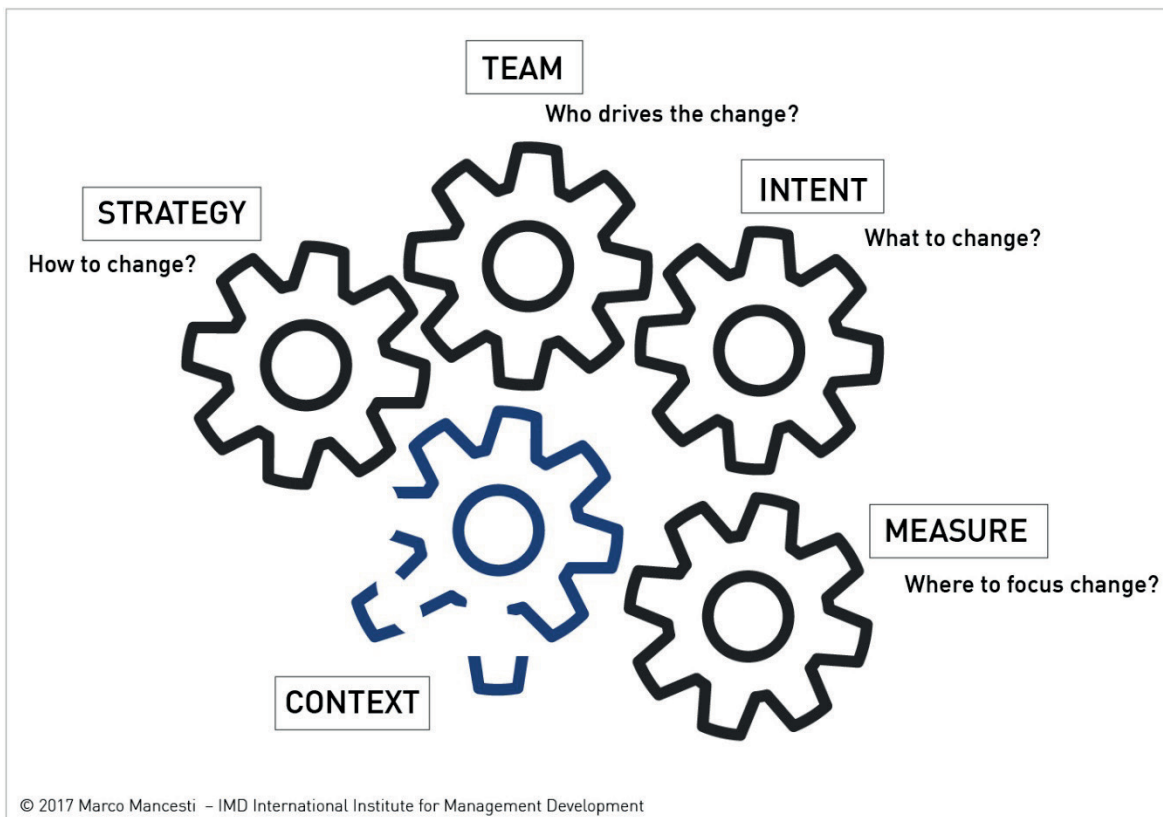 TEAM
Who drives the change?
INTENT
What to change?
STRATEGY
How to change?
MEASURE
Where to focus change?
CONTEXT
© 2017 Marco Mancesti – IMD International Institute for Management Development